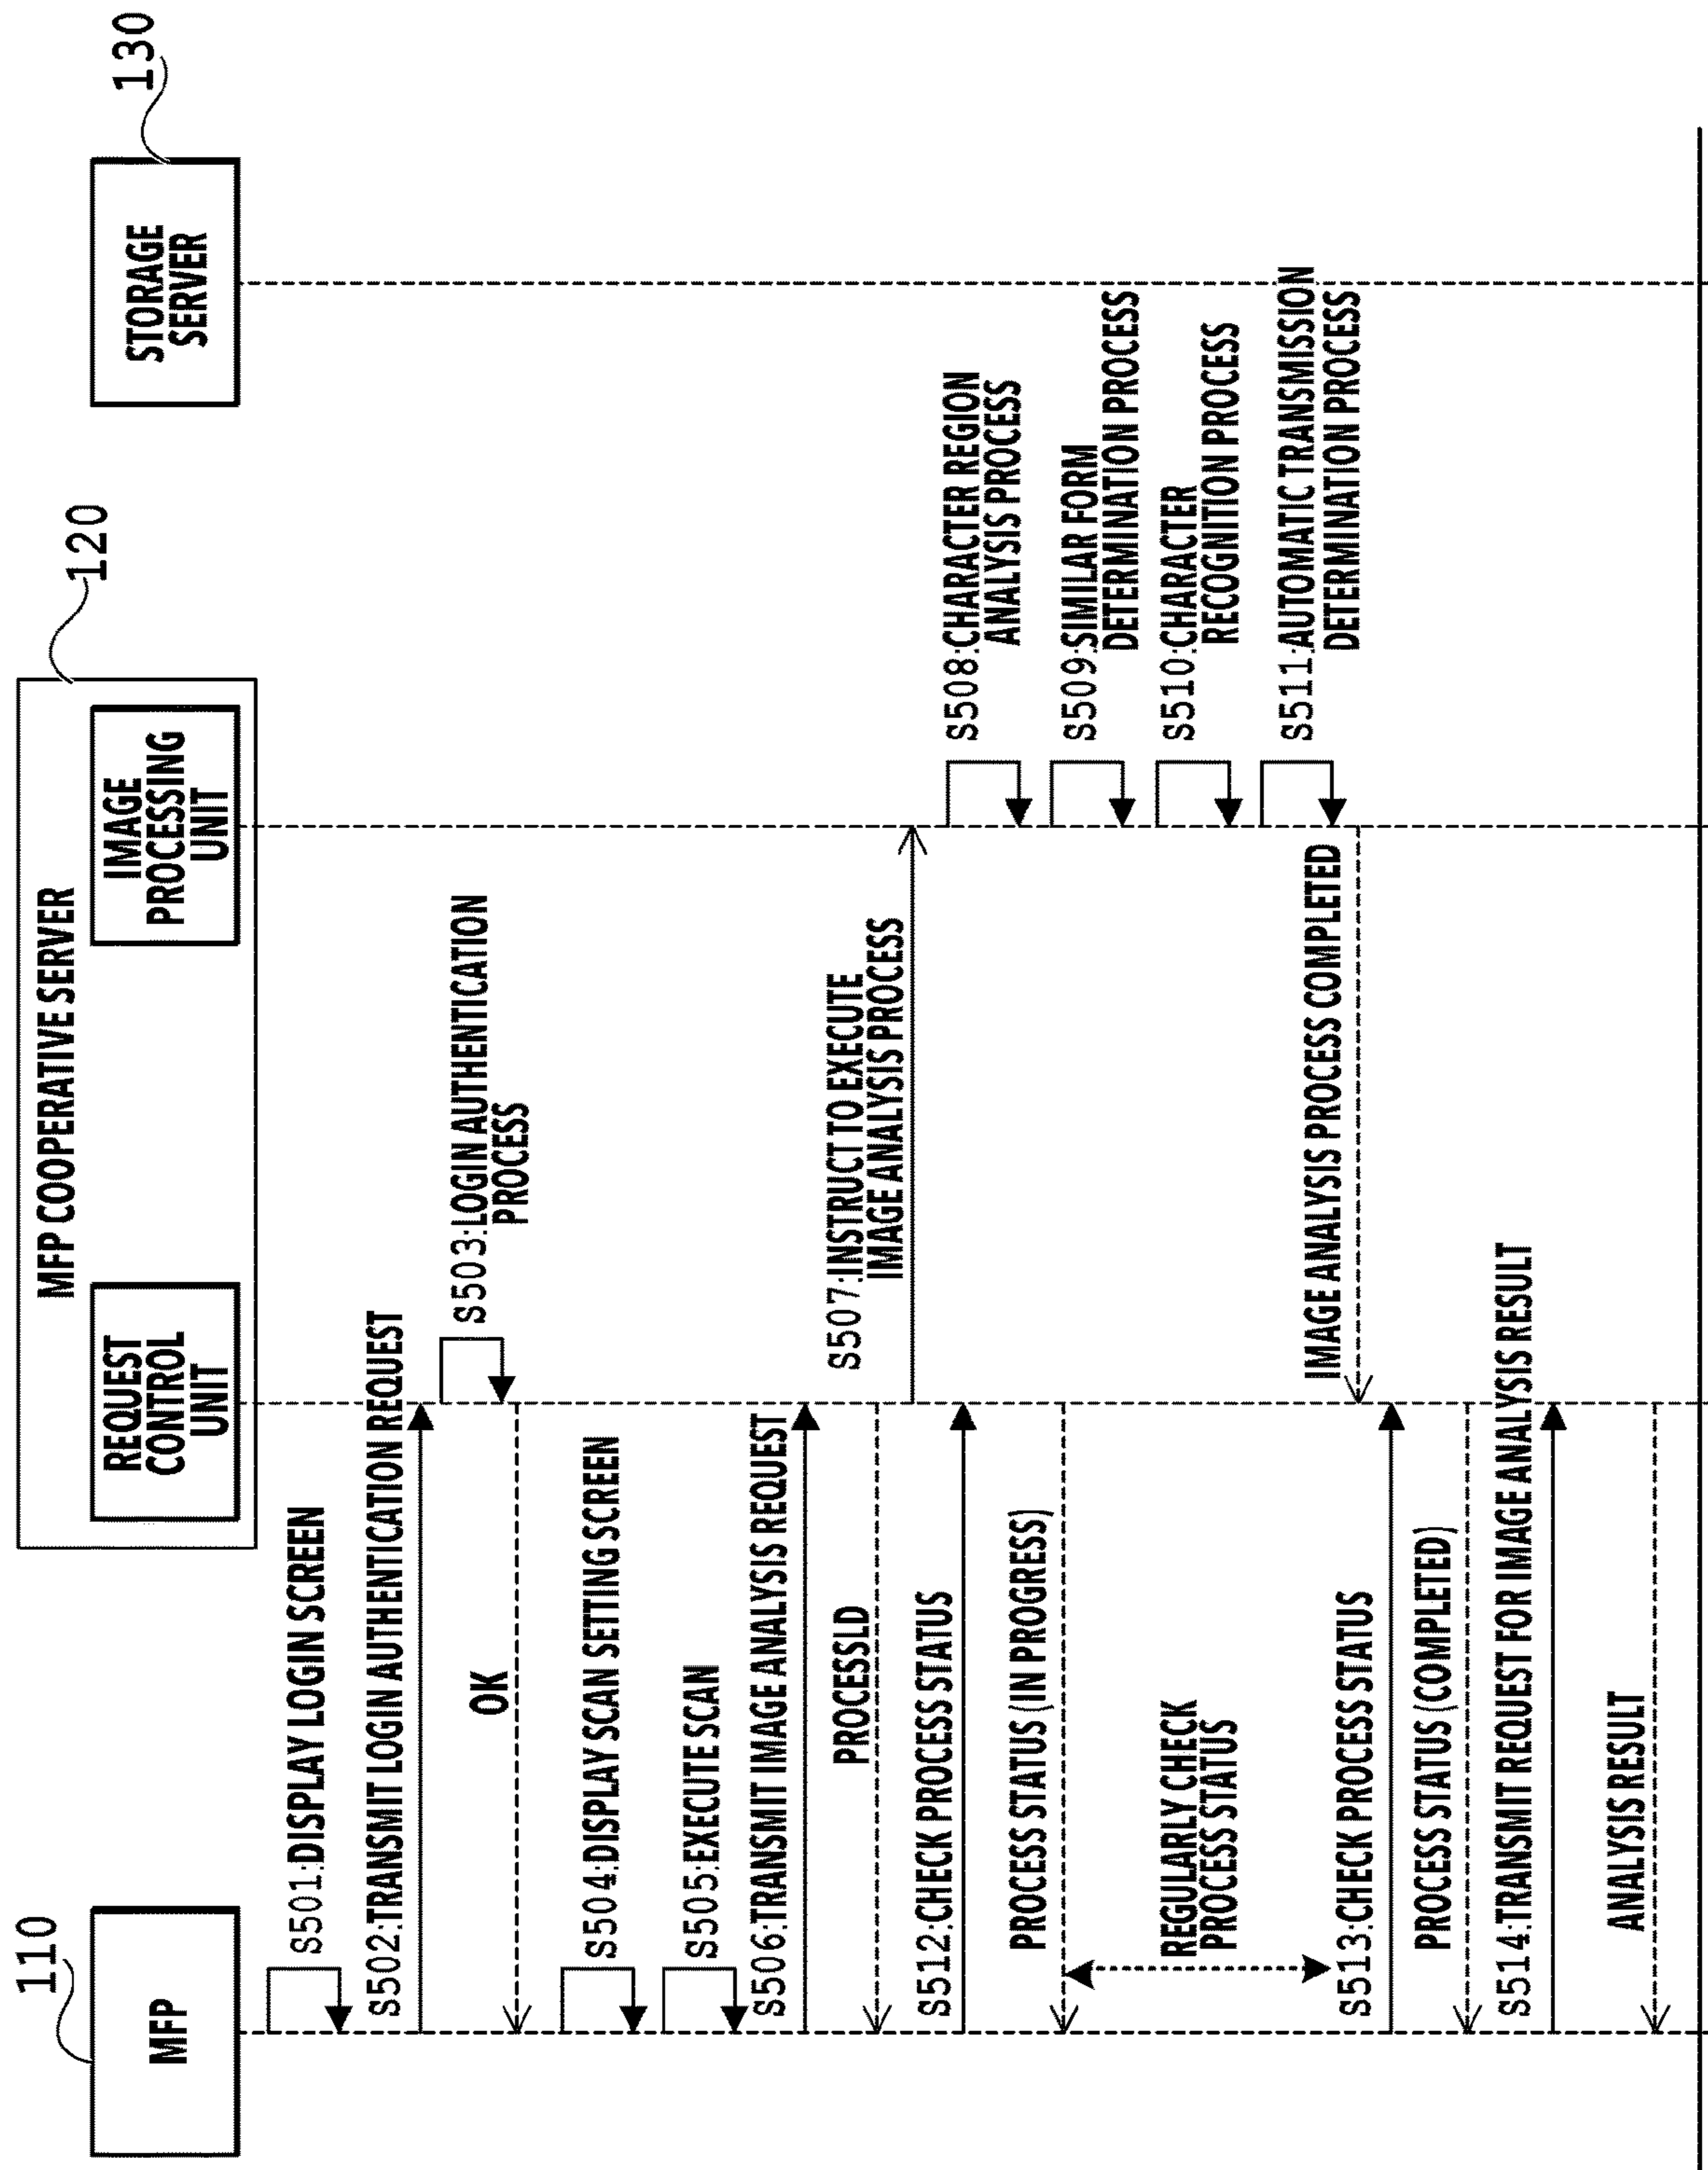 110
MFP
MFP COOPERATIVE SERVER
120
REQUEST
CONTROL
UNIT
IMAGE
PROCESSING
UNIT
STORAGE
SERVER
130
S501:DISPLAY LOGIN SCREEN
S502:TRANSMIT LOGIN AUTHENTICATION REQUEST
S503:LOGIN AUTHENTICATION
PROCESS
OK
S504:DISPLAY SCAN SETTING SCREEN
S505:EXECUTE SCAN
S506:TRANSMIT IMAGE ANALYSIS REQUEST
PROCESSLD
S507:INSTRUCT TO EXECUTE
IMAGE ANALYSIS PROCESS
S512:CHECK PROCESS STATUS
S508:CHARACTER REGION
ANALYSIS PROCESS
PROCESS STATUS (IN PROGRESS)
S509:SIMILAR FORM
DETERMINATION PROCESS
REGULARLY CHECK
PROCESS STATUS
S510:CHARACTER
RECOGNITION PROCESS
S511:AUTOMATIC TRANSMISSION
DETERMINATION PROCESS
IMAGE ANALYSIS PROCESS COMPLETED
S513:CHECK PROCESS STATUS
PROCESS STATUS (COMPLETED)
S514:TRANSMIT REQUEST FOR IMAGE ANALYSIS RESULT
ANALYSIS RESULT